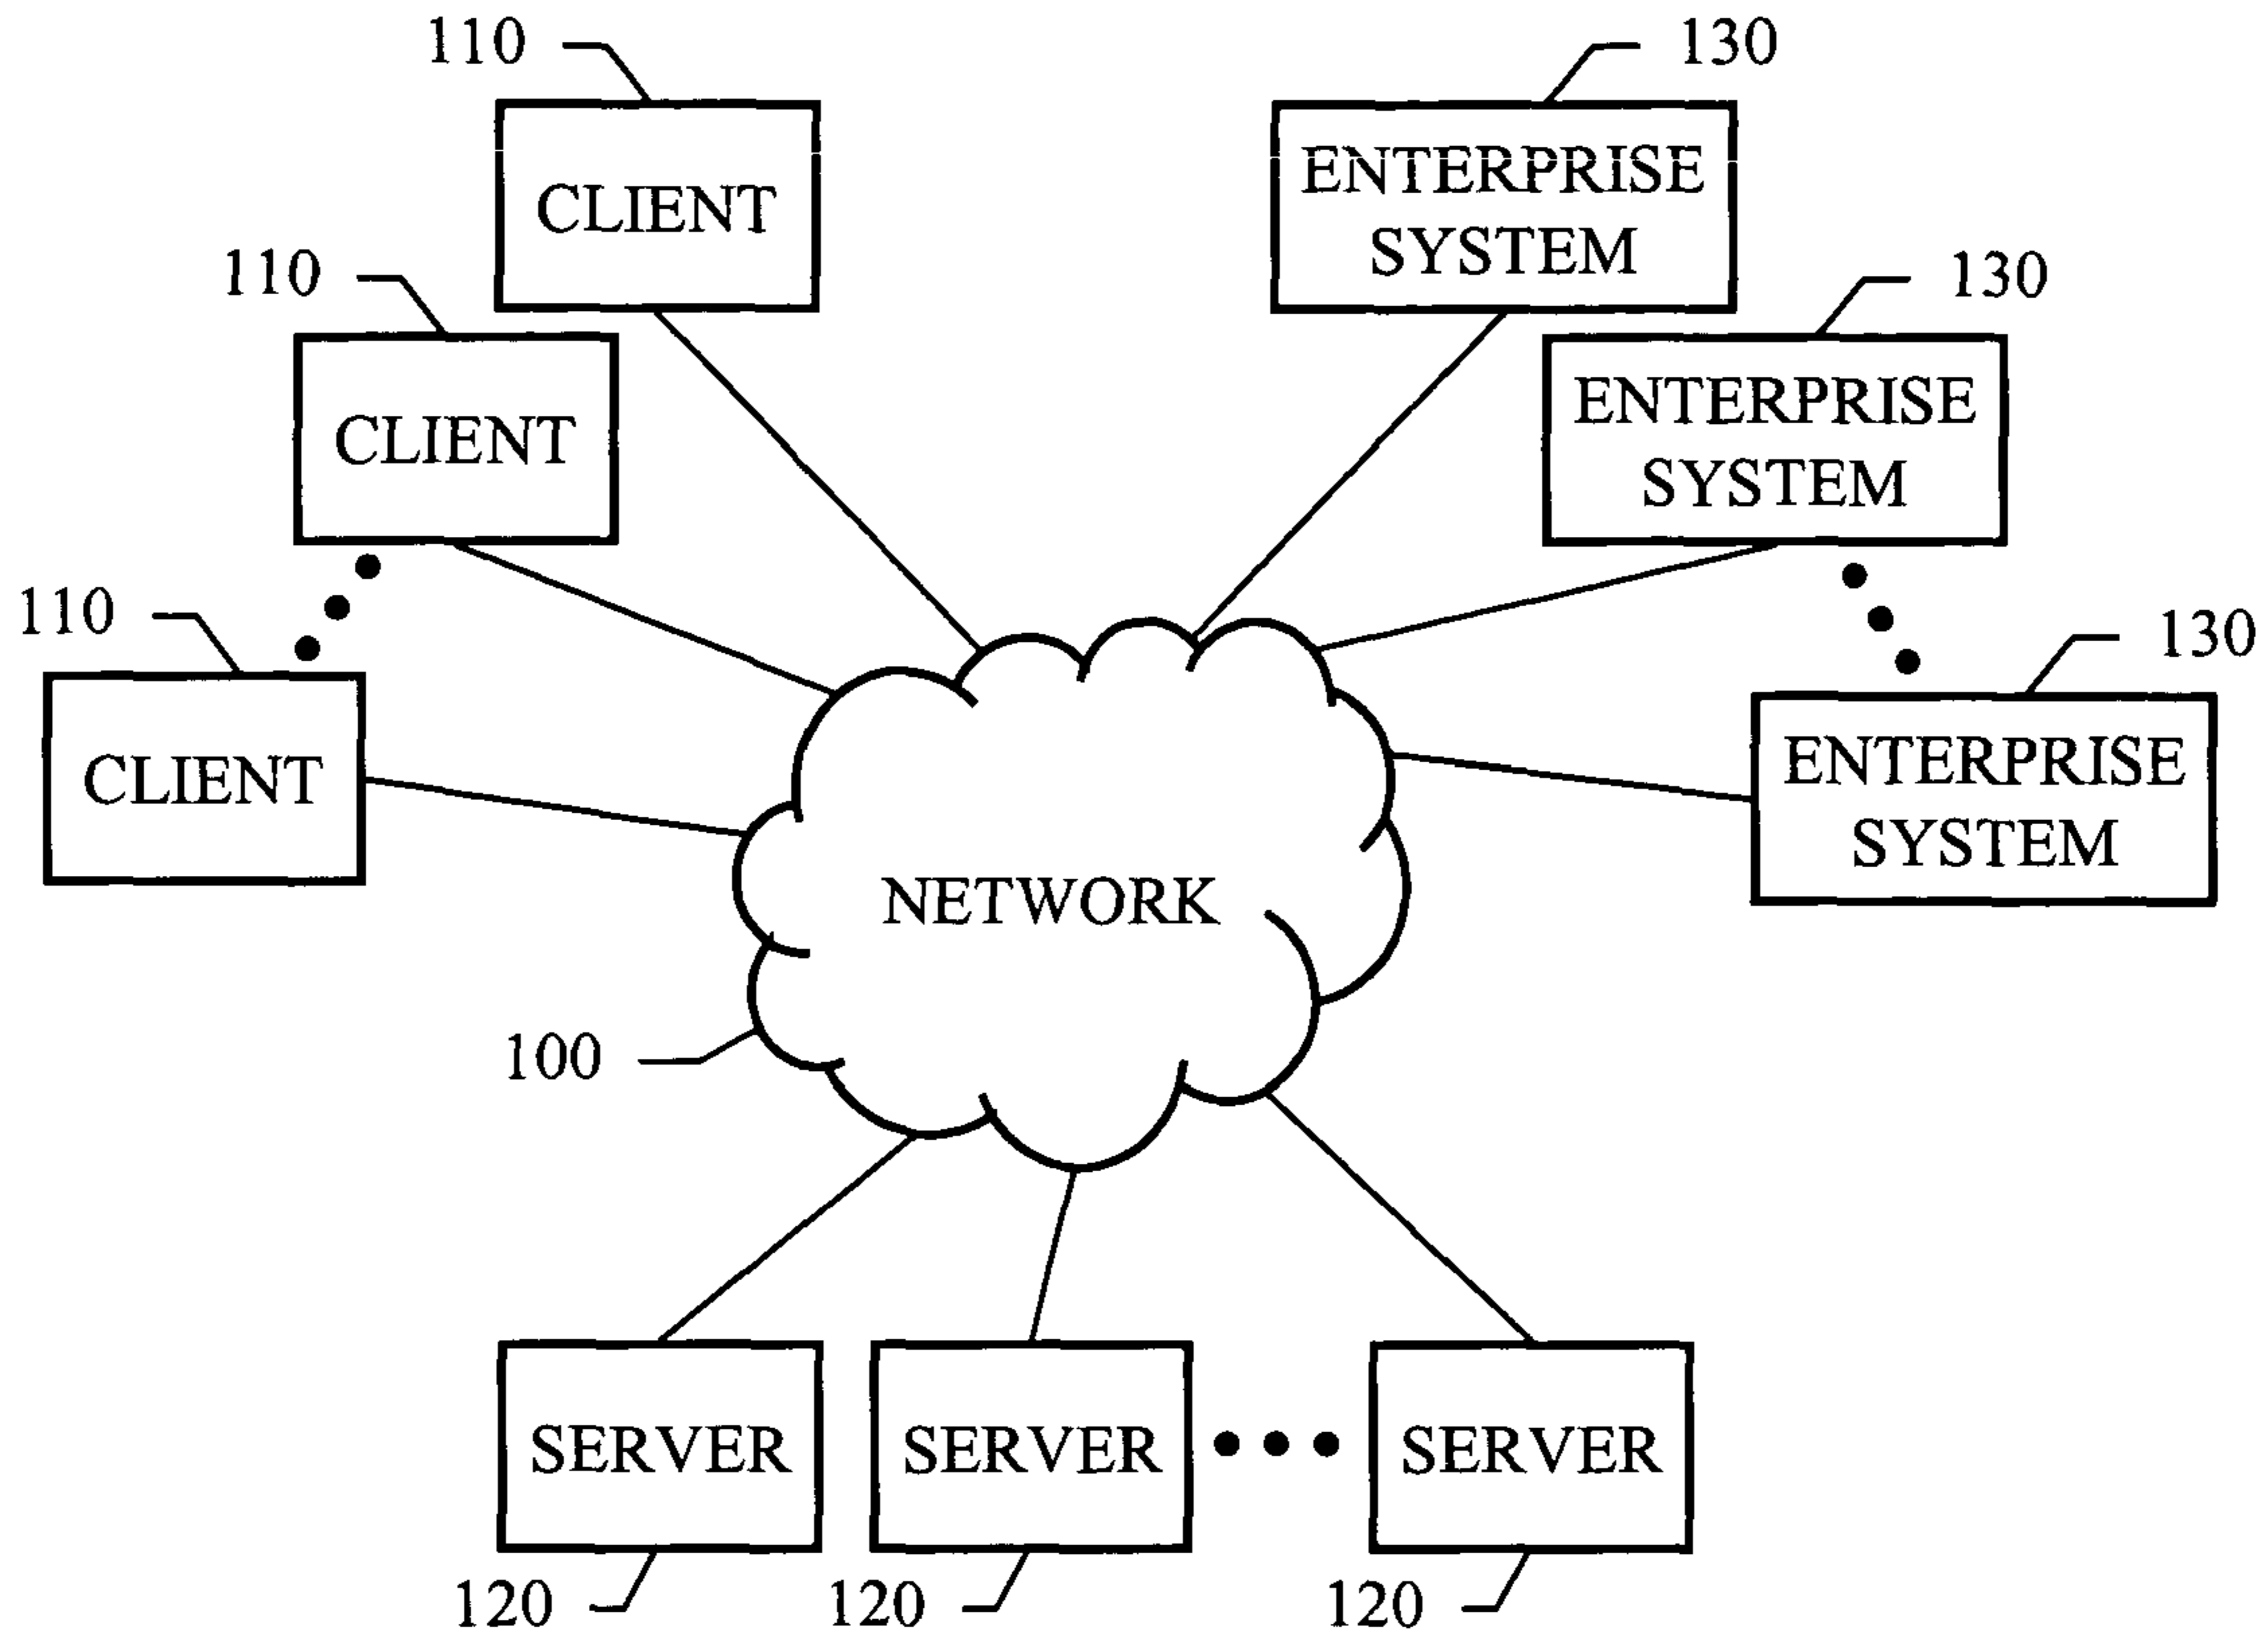 110
130
CLIENT
ENTERPRISE
SYSTEM
110
130
CLIENT
ENTERPRISE
SYSTEM
110
130
CLIENT
ENTERPRISE
SYSTEM
NETWORK
100
SERVER
SERVER
SERVER
120
120
120